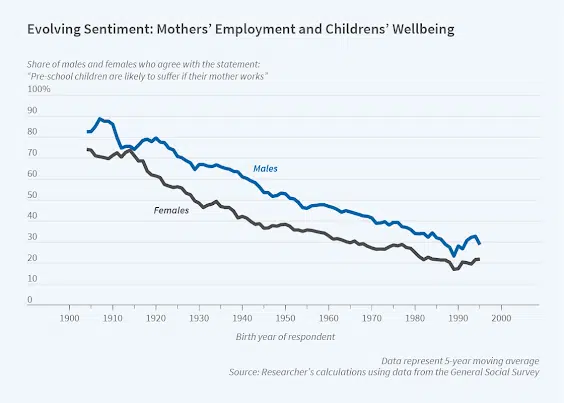 Evolving Sentiment: Mothers’ Employment and Childrens’ Wellbeing
Share of males and females who agree with the statement:
“Pre-school children are likely to suffer if their mother works”
100%
90
80
70
60
50
40
30
20
10
0
Males
Females
1900 1910 1920 1930 1940 1950 1960 1970 1980 1990 2000
Birth year of respondent
Data represent 5-year moving average
Source: Researcher’s calculations using data from the General Social Survey